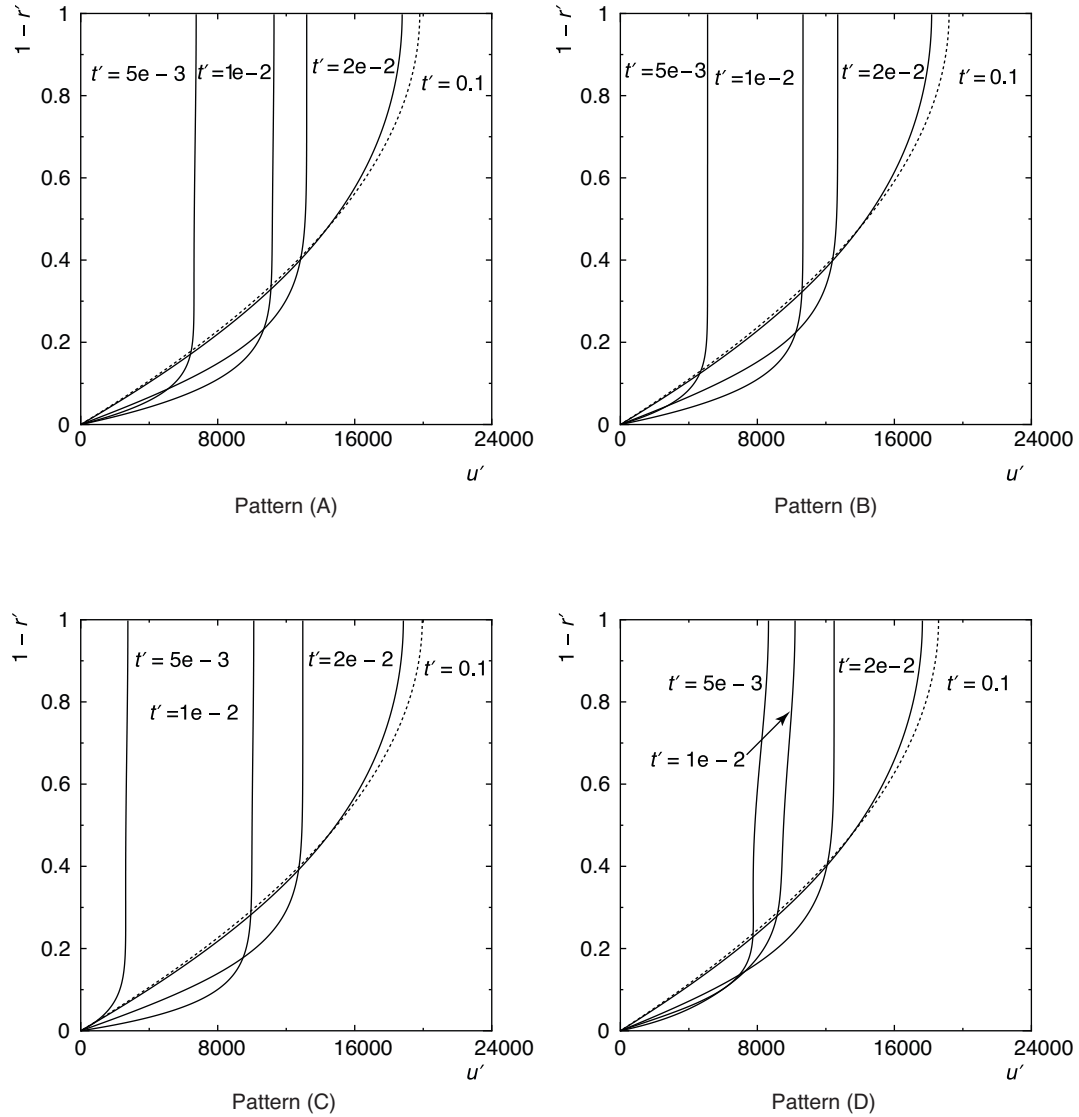 1 – r′
1
0.8
0.6
0.4
0.2
0
t′ = 5e – 3
t′ = 1e – 2
t′ = 2e – 2
t′ = 0.1
0
8000
16000
24000
u′
Pattern (A)
1 – r′
1
0.8
0.6
0.4
0.2
0
t′ = 5e – 3
t′ = 1e – 2
t′ = 2e – 2
t′ = 0.1
0
8000
16000
24000
u′
Pattern (B)
1 – r′
1
0.8
0.6
0.4
0.2
0
t′ = 5e – 3
t′ = 1e – 2
t′ = 2e – 2
t′ = 0.1
0
8000
16000
24000
u′
Pattern (C)
1 – r′
1
0.8
0.6
0.4
0.2
0
t′ = 5e – 3
t′ = 1e – 2
t′ = 2e – 2
t′ = 0.1
0
8000
16000
24000
u′
Pattern (D)